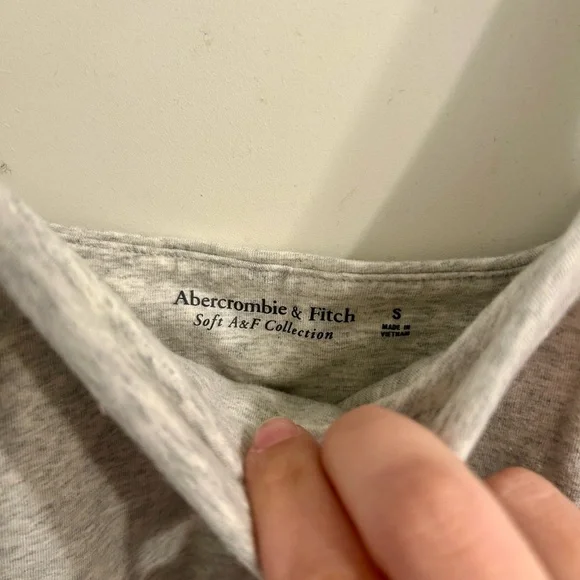 Abercrombie & Fitch
Soft A&F Collection
S
MADE IN
VIETNAM